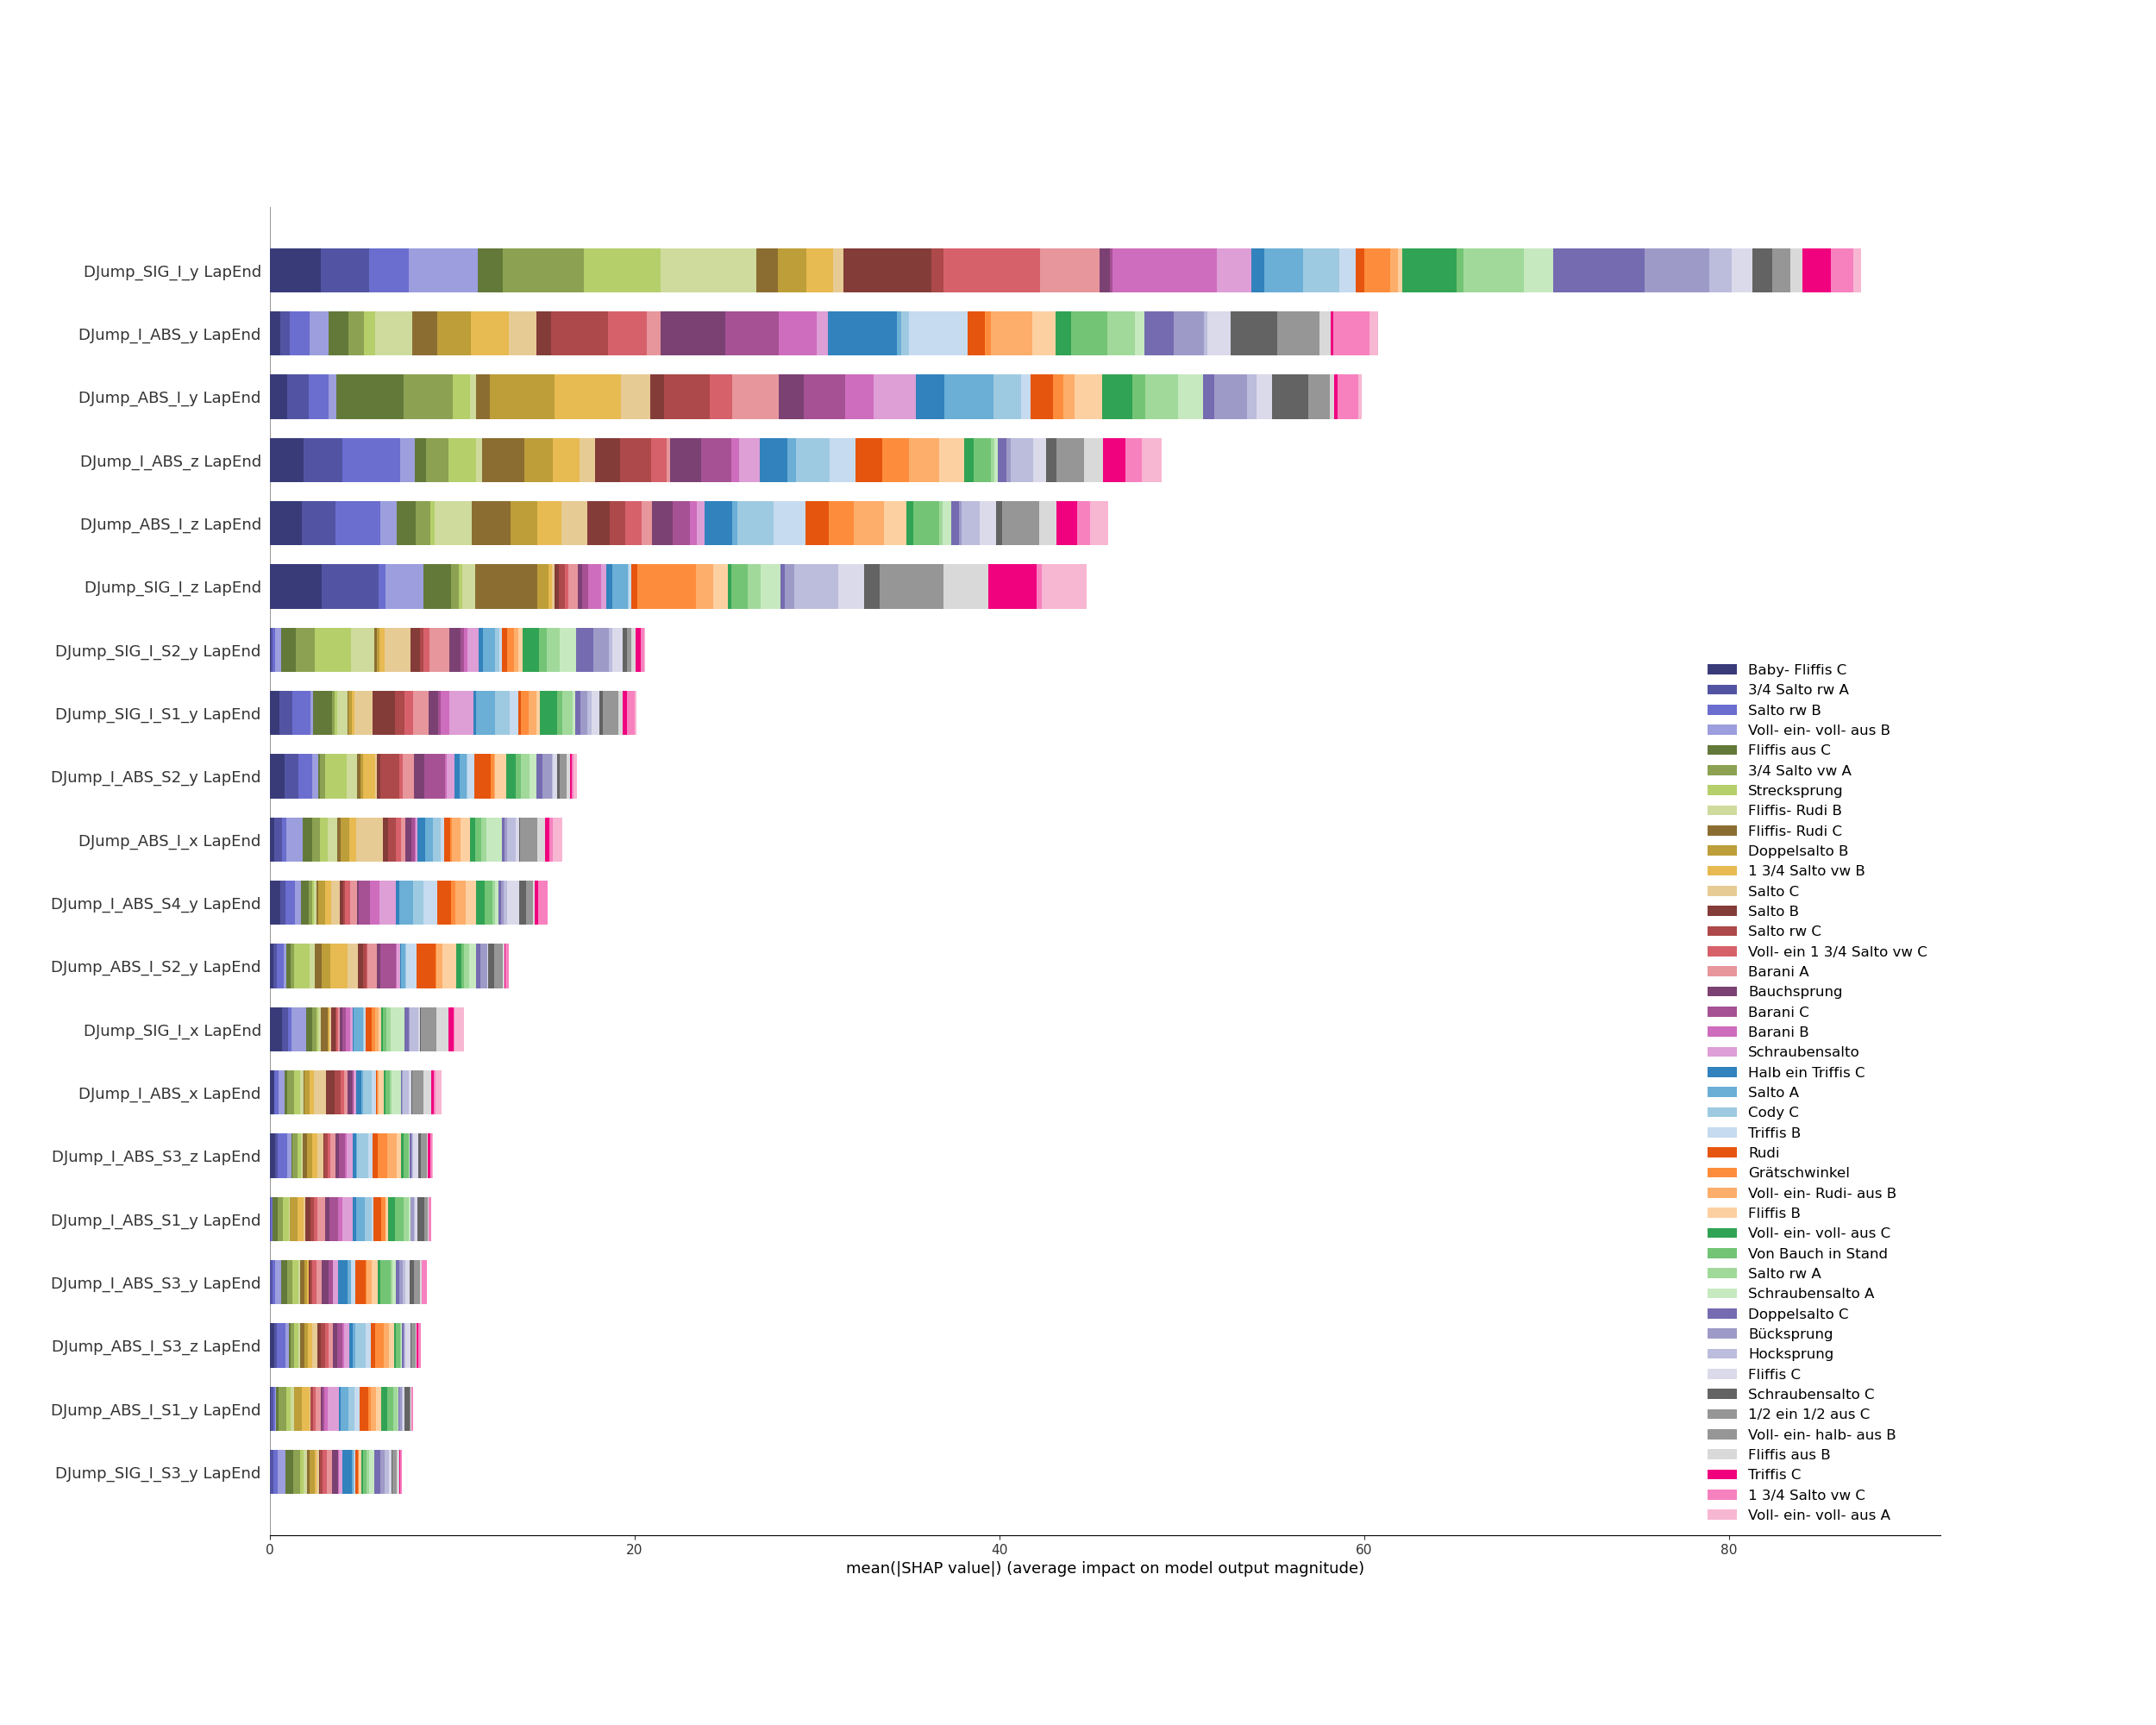 DJump_SIG_I_y LapEnd
DJump_I_ABS_y LapEnd
DJump_ABS_I_y LapEnd
DJump_I_ABS_z LapEnd
DJump_ABS_I_z LapEnd
DJump_SIG_I_z LapEnd
DJump_SIG_I_S2_y LapEnd
DJump_SIG_I_S1_y LapEnd
DJump_I_ABS_S2_y LapEnd
DJump_ABS_I_x LapEnd
DJump_I_ABS_S4_y LapEnd
DJump_ABS_I_S2_y LapEnd
DJump_SIG_I_x LapEnd
DJump_I_ABS_x LapEnd
DJump_I_ABS_S3_z LapEnd
DJump_I_ABS_S1_y LapEnd
DJump_I_ABS_S3_y LapEnd
DJump_ABS_I_S3_z LapEnd
DJump_ABS_I_S1_y LapEnd
DJump_SIG_I_S3_y LapEnd
Baby- Fliffis C
3/4 Salto rw A
Salto rw B
Voll- ein- voll- aus B
Fliffis aus C
3/4 Salto vw A
Strecksprung
Fliffis- Rudi B
Fliffis- Rudi C
Doppelsalto B
1 3/4 Salto vw B
Salto C
Salto B
Salto rw C
Voll- ein 1 3/4 Salto vw C
Barani A
Bauchsprung
Barani C
Barani B
Schraubensalto
Halb ein Triffis C
Salto A
Cody C
Triffis B
Rudi
Grätschwinkel
Voll- ein- Rudi- aus B
Fliffis B
Voll- ein- voll- aus C
Von Bauch in Stand
Salto rw A
Schraubensalto A
Doppelsalto C
Bücksprung
Hocksprung
Fliffis C
Schraubensalto C
1/2 ein 1/2 aus C
Voll- ein- halb- aus B
Fliffis aus B
Triffis C
1 3/4 Salto vw C
Voll- ein- voll- aus A
0 20 40 60 80
mean(|SHAP value|) (average impact on model output magnitude)